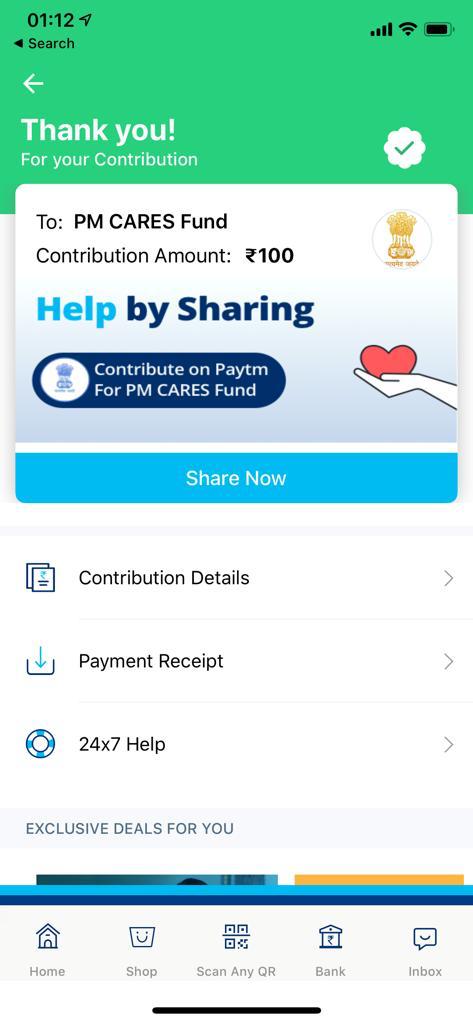 01:12
◀ Search
Thank you!
For your Contribution
To: PM CARES Fund
Contribution Amount: ₹100
Help by Sharing
Contribute on Paytm
For PM CARES Fund
Share Now
Contribution Details
Payment Receipt
24x7 Help
EXCLUSIVE DEALS FOR YOU
Home Shop Scan Any QR Bank Inbox